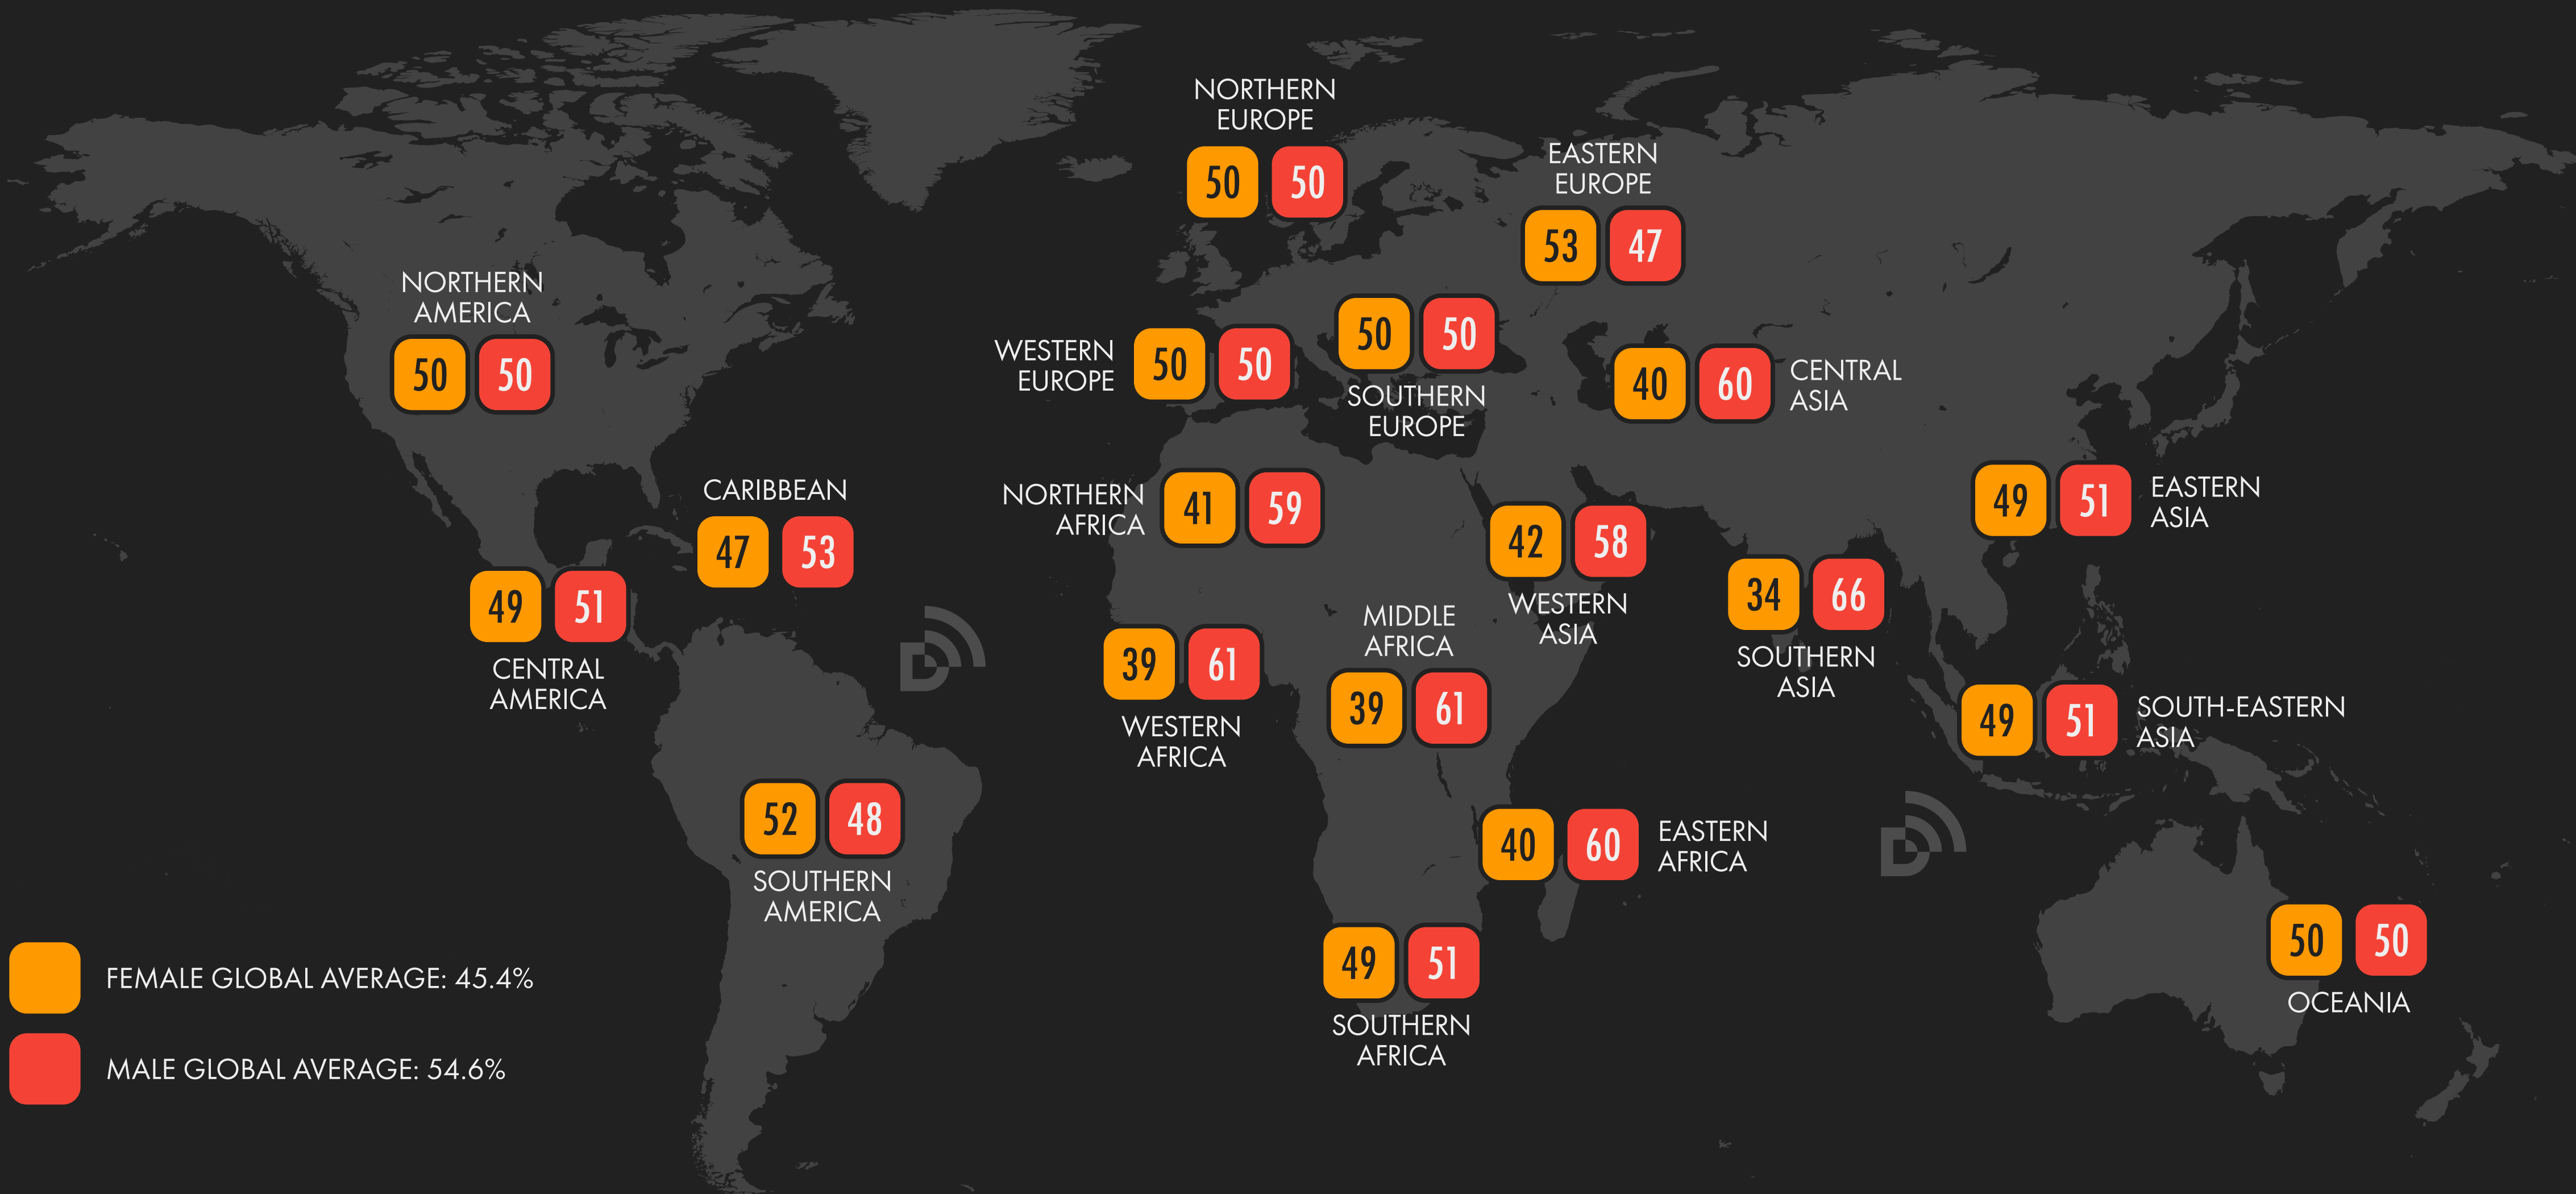 NORTHERN
EUROPE
50 50
EASTERN
EUROPE
53 47
NORTHERN
AMERICA
50 50
WESTERN
EUROPE
50 50
50 50
SOUTHERN
EUROPE
40 60
CENTRAL
ASIA
CARIBBEAN
47 53
NORTHERN
AFRICA
41 59
42 58
WESTERN
ASIA
49 51
EASTERN
ASIA
34 66
SOUTHERN
ASIA
49 51
CENTRAL
AMERICA
39 61
WESTERN
AFRICA
MIDDLE
AFRICA
39 61
49 51
SOUTH-EASTERN
ASIA
52 48
SOUTHERN
AMERICA
40 60
EASTERN
AFRICA
49 51
SOUTHERN
AFRICA
50 50
OCEANIA
FEMALE GLOBAL AVERAGE: 45.4%
MALE GLOBAL AVERAGE: 54.6%